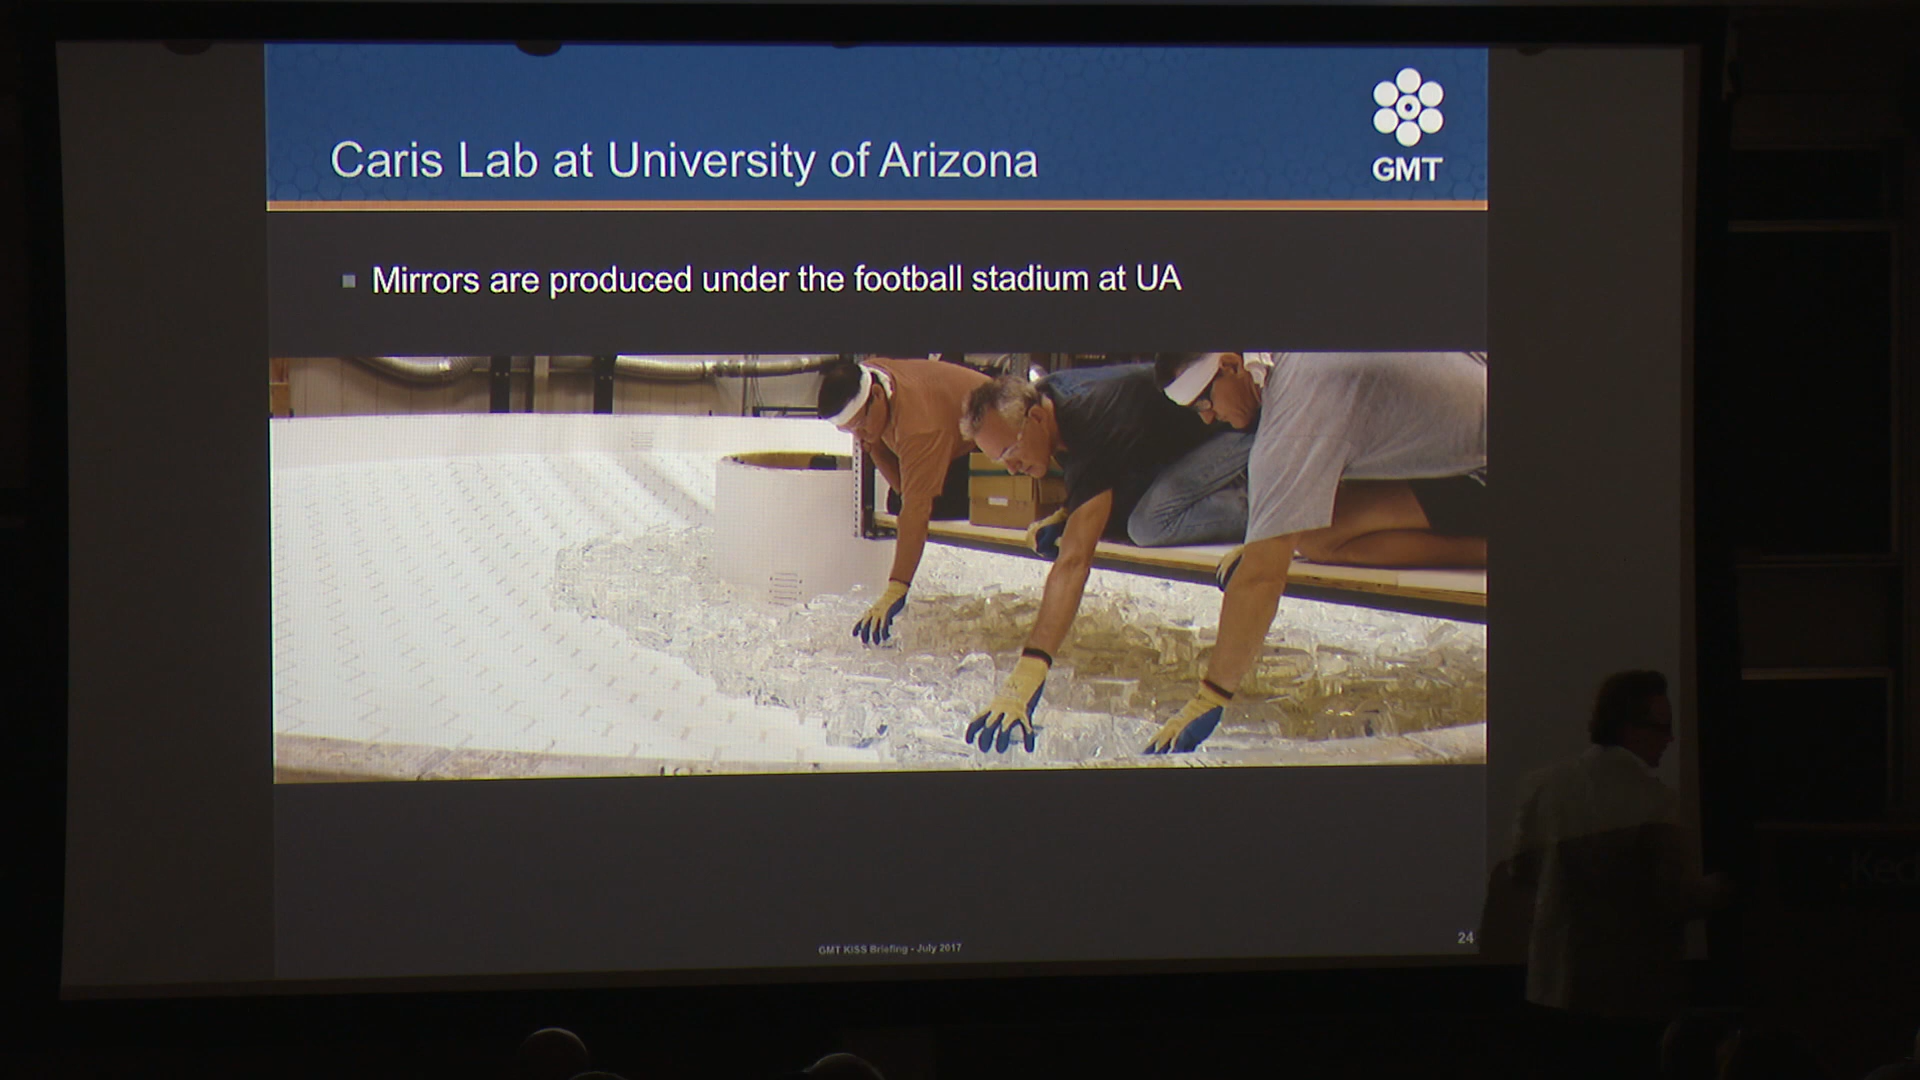 Caris Lab at University of Arizona
GMT
Mirrors are produced under the football stadium at UA
GMT KISS Briefing - July 2017
24